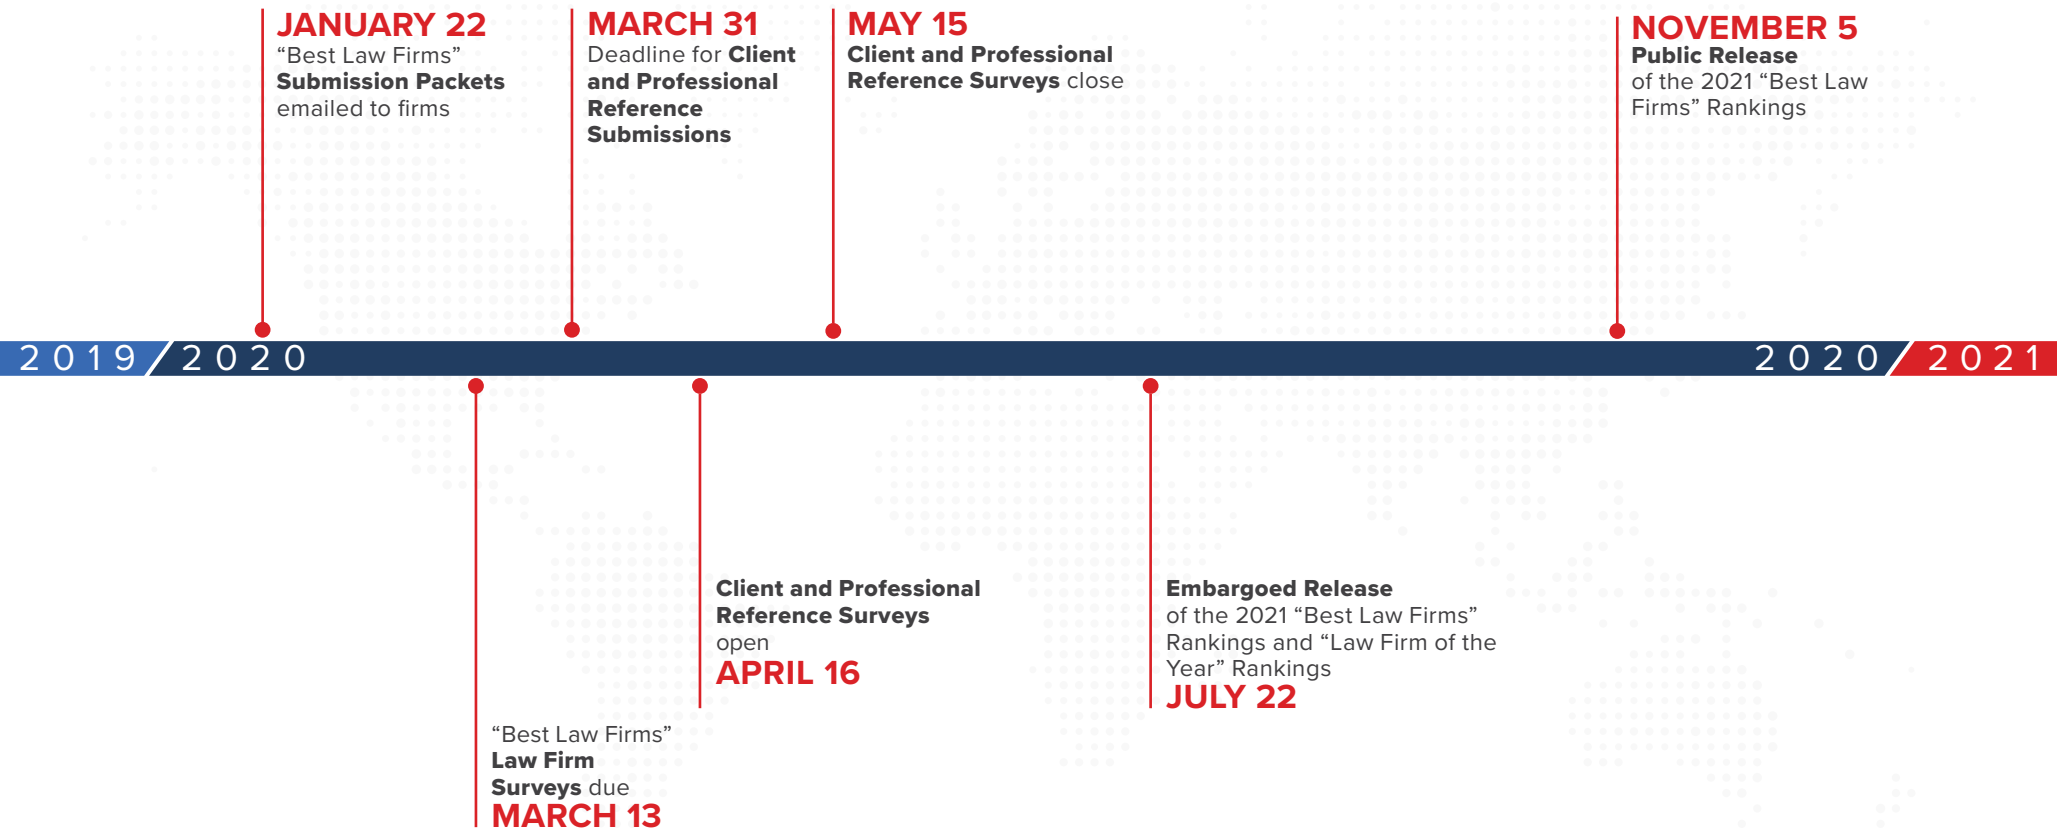 JANUARY 22
“Best Law Firms”
Submission Packets
emailed to firms
MARCH 31
Deadline for Client
and Professional
Reference
Submissions
MAY 15
Client and Professional
Reference Surveys close
NOVEMBER 5
Public Release
of the 2021 “Best Law
Firms” Rankings
2019
2020
2020
2021
“Best Law Firms”
Law Firm
Surveys due
MARCH 13
Client and Professional
Reference Surveys
open
APRIL 16
Embargoed Release
of the 2021 “Best Law Firms”
Rankings and “Law Firm of the
Year” Rankings
JULY 22